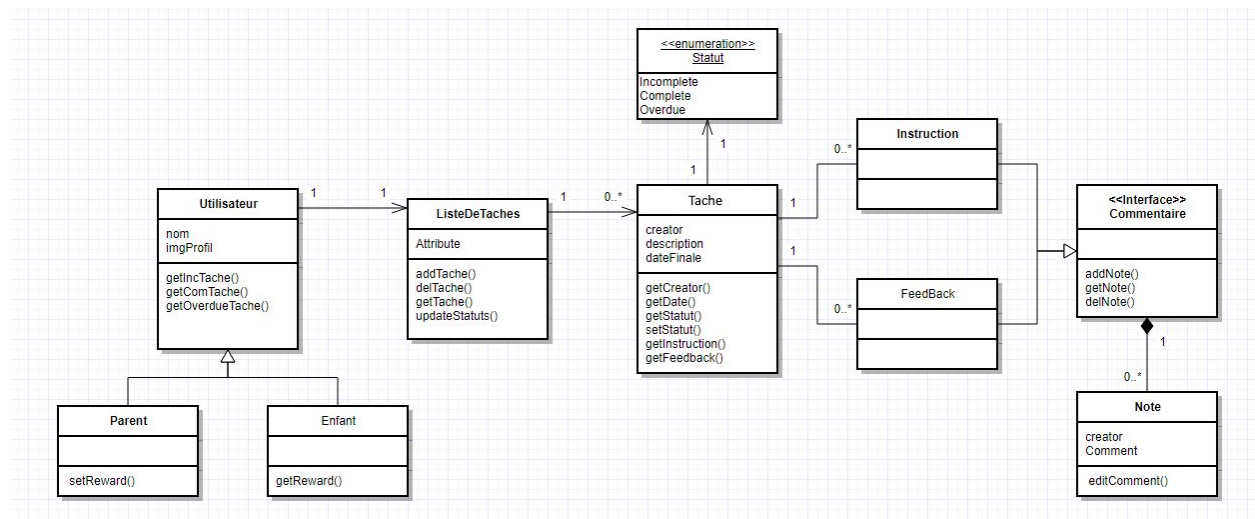 <<enumeration>>
Statut
Incomplete
Complete
Overdue
1
1
Instruction
0..*
1
Utilisateur
nom
imgProfil
getIncTache()
getComTache()
getOverdueTache()
1
1
ListeDeTaches
Attribute
addTache()
delTache()
getTache()
updateStatuts()
1
0..*
Tache
creator
description
dateFinale
getCreator()
getDate()
getStatut()
setStatut()
getInstruction()
getFeedback()
1
0..*
FeedBack
<<Interface>>
Commentaire
addNote()
getNote()
delNote()
1
0..*
Note
creator
Comment
editComment()
Parent
setReward()
Enfant
getReward()